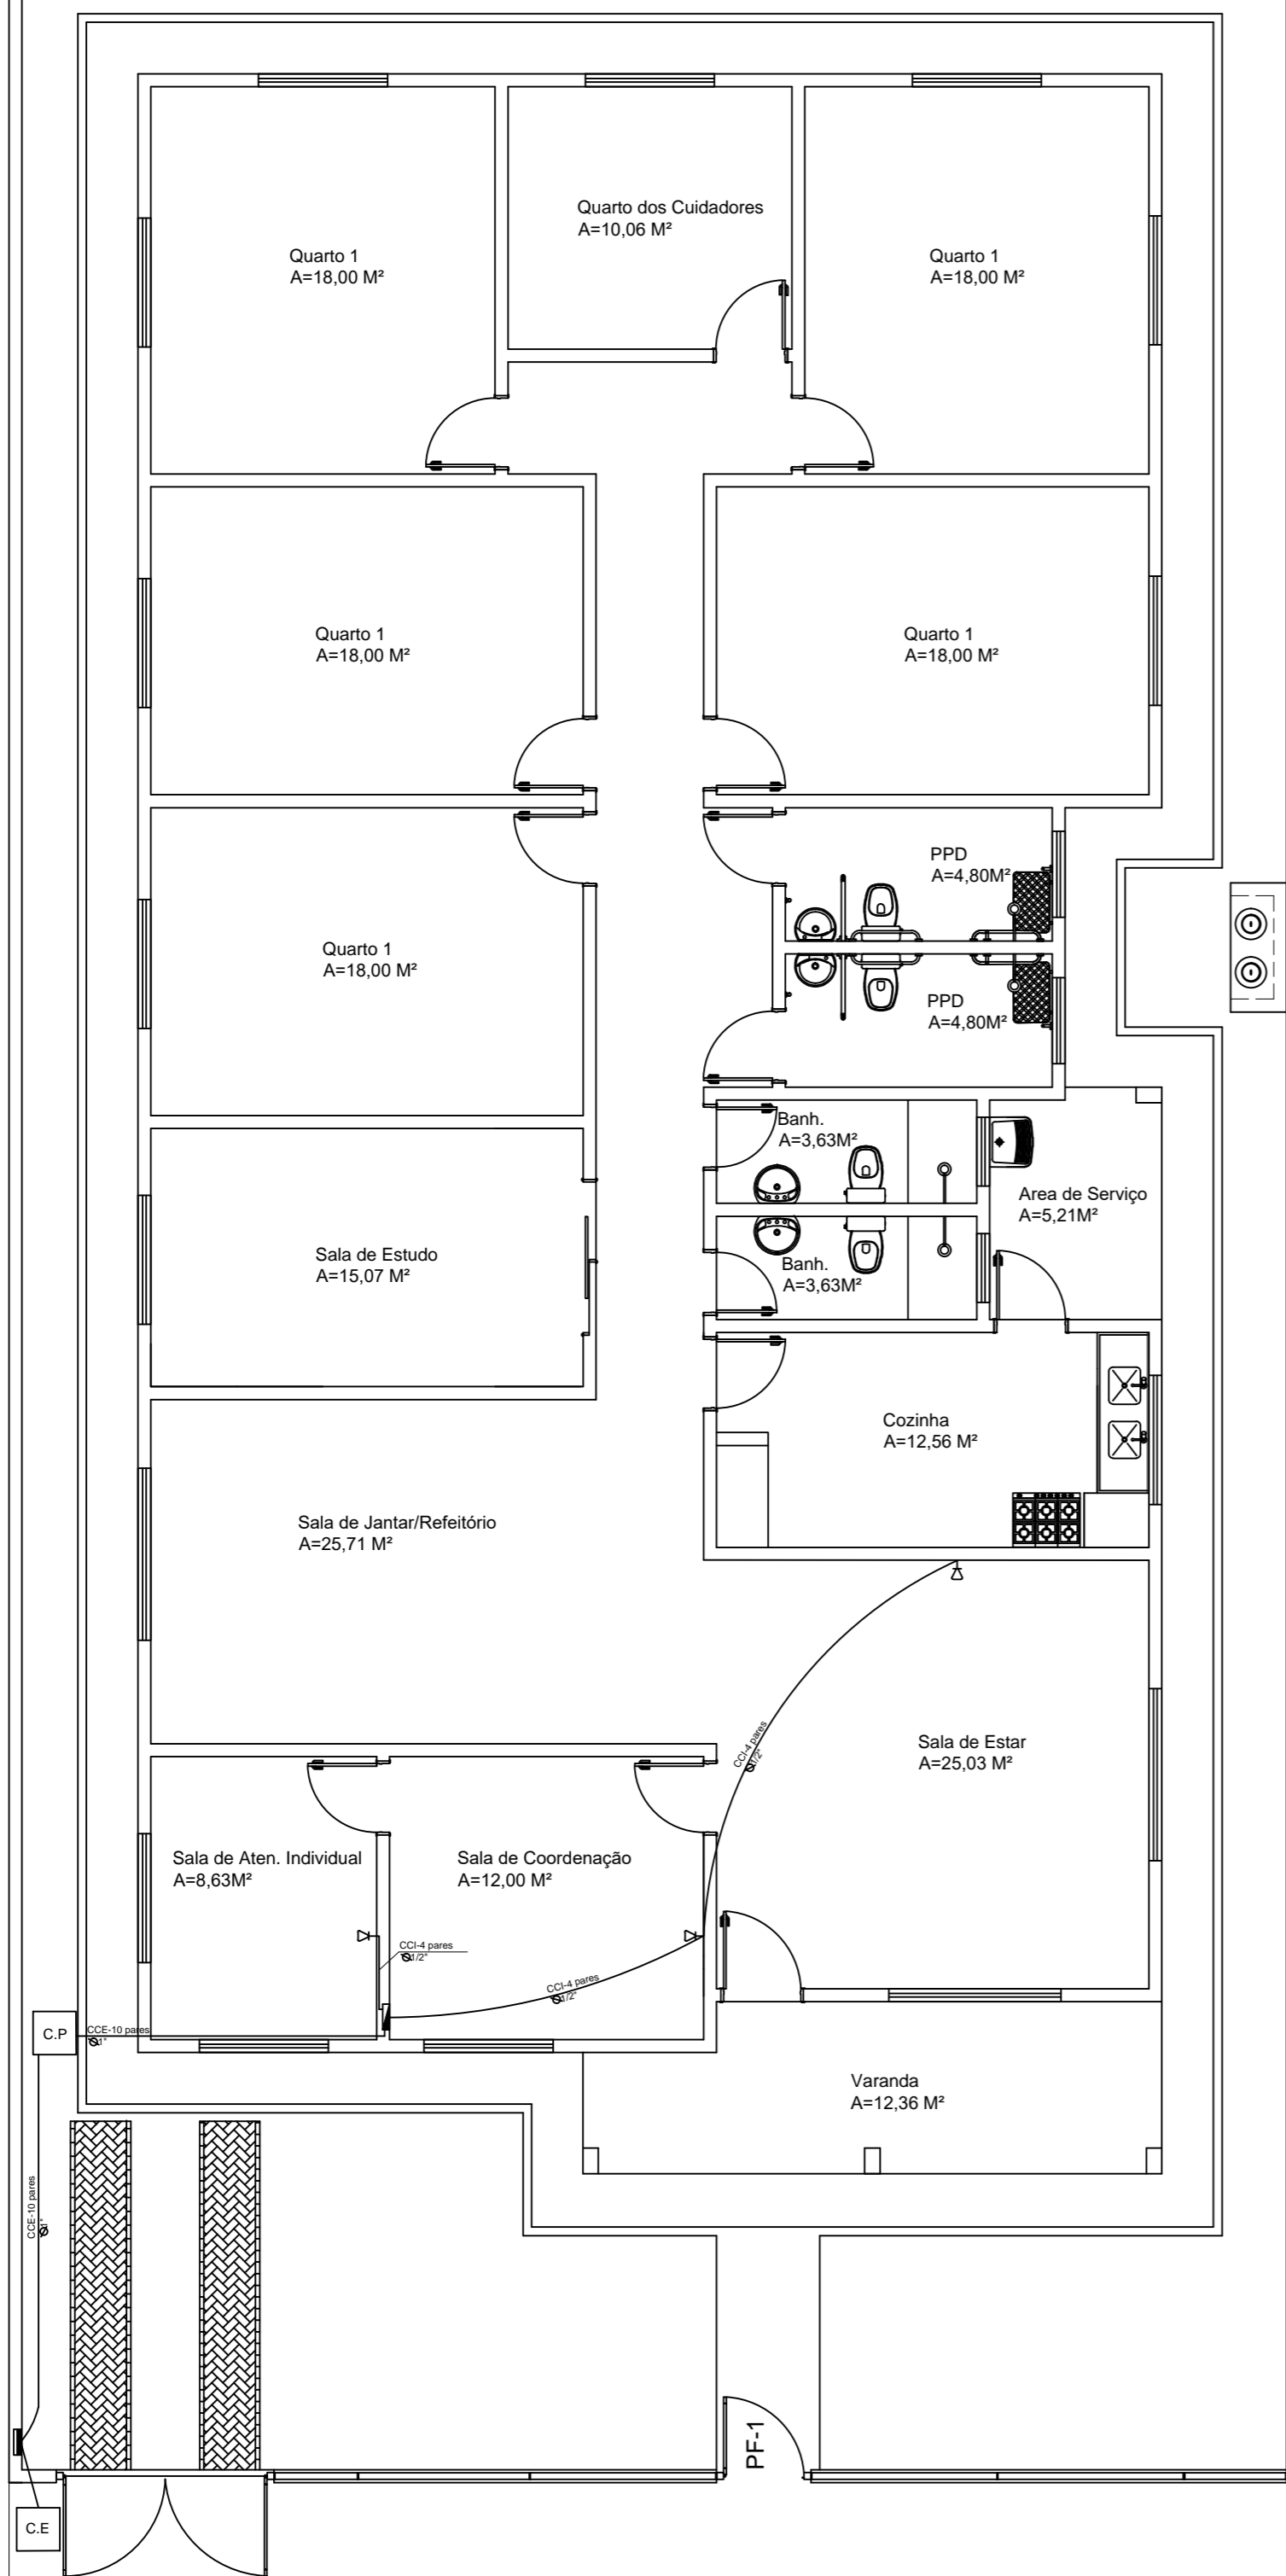 Quarto dos Cuidadores
A=10,06 M²
Quarto 1
A=18,00 M²
Quarto 1
A=18,00 M²
Quarto 1
A=18,00 M²
Quarto 1
A=18,00 M²
PPD
A=4,80M²
Quarto 1
A=18,00 M²
PPD
A=4,80M²
Banh.
A=3,63M²
Area de Serviço
A=5,21M²
Sala de Estudo
A=15,07 M²
Banh.
A=3,63M²
Cozinha
A=12,56 M²
Sala de Jantar/Refeitório
A=25,71 M²
CCI-4 pares
Ø1/2"
Sala de Estar
A=25,03 M²
Sala de Aten. Individual
A=8,63M²
Sala de Coordenação
A=12,00 M²
CCI-4 pares
Ø1/2"
CCI-4 pares
Ø1/2"
C.P
CCE-10 pares
Ø1"
Varanda
A=12,36 M²
CCE-10 pares
Ø1"
PF-1
C.E